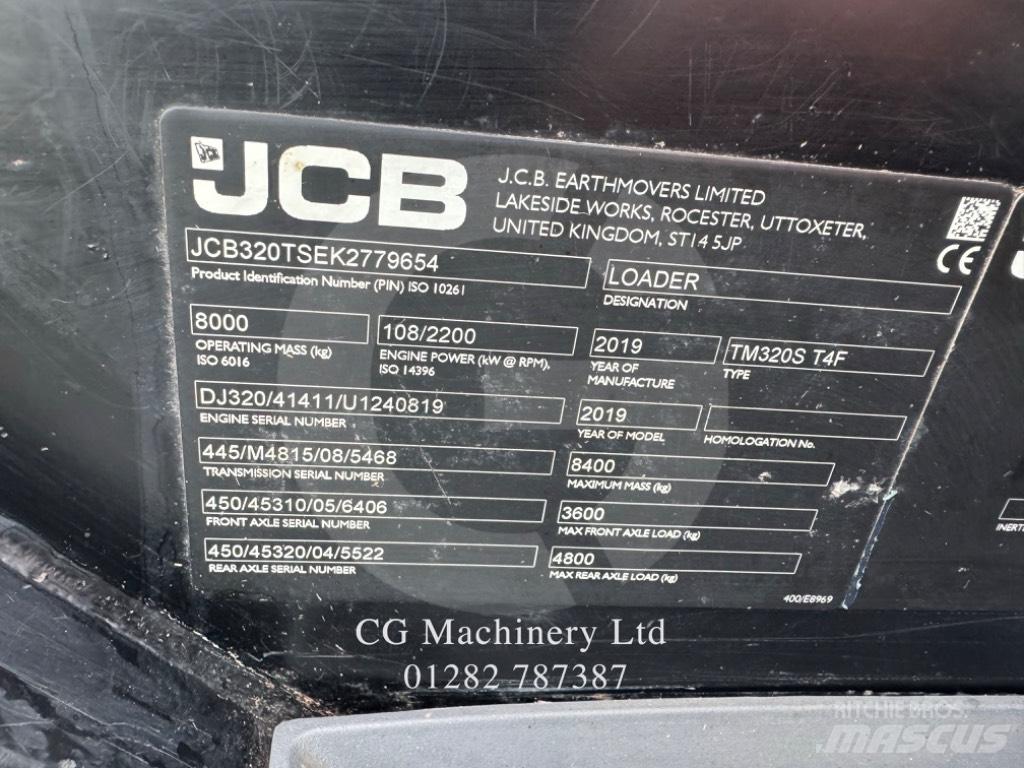 JCB
J.C.B. EARTHMOVERS LIMITED
LAKESIDE WORKS, ROCESTER, UTTOXETER,
UNITED KINGDOM, ST14 5JP
CE
JCB320TSEK2779654
Product Identification Number (PIN) ISO 10261
LOADER
DESIGNATION
8000
OPERATING MASS (kg)
ISO 6016
108/2200
ENGINE POWER (kW @ RPM),
ISO 14396
2019
YEAR OF
MANUFACTURE
TM320S T4F
TYPE
DJ320/41411/U1240819
ENGINE SERIAL NUMBER
2019
YEAR OF MODEL
HOMOLOGATION No.
445/M4815/08/5468
TRANSMISSION SERIAL NUMBER
8400
MAXIMUM MASS (kg)
450/45310/05/6406
FRONT AXLE SERIAL NUMBER
3600
MAX FRONT AXLE LOAD (kg)
450/45320/04/5522
REAR AXLE SERIAL NUMBER
4800
MAX REAR AXLE LOAD (kg)
400/E8969
CG Machinery Ltd
01282 787387
RITCHIE BROS.
MASCUS